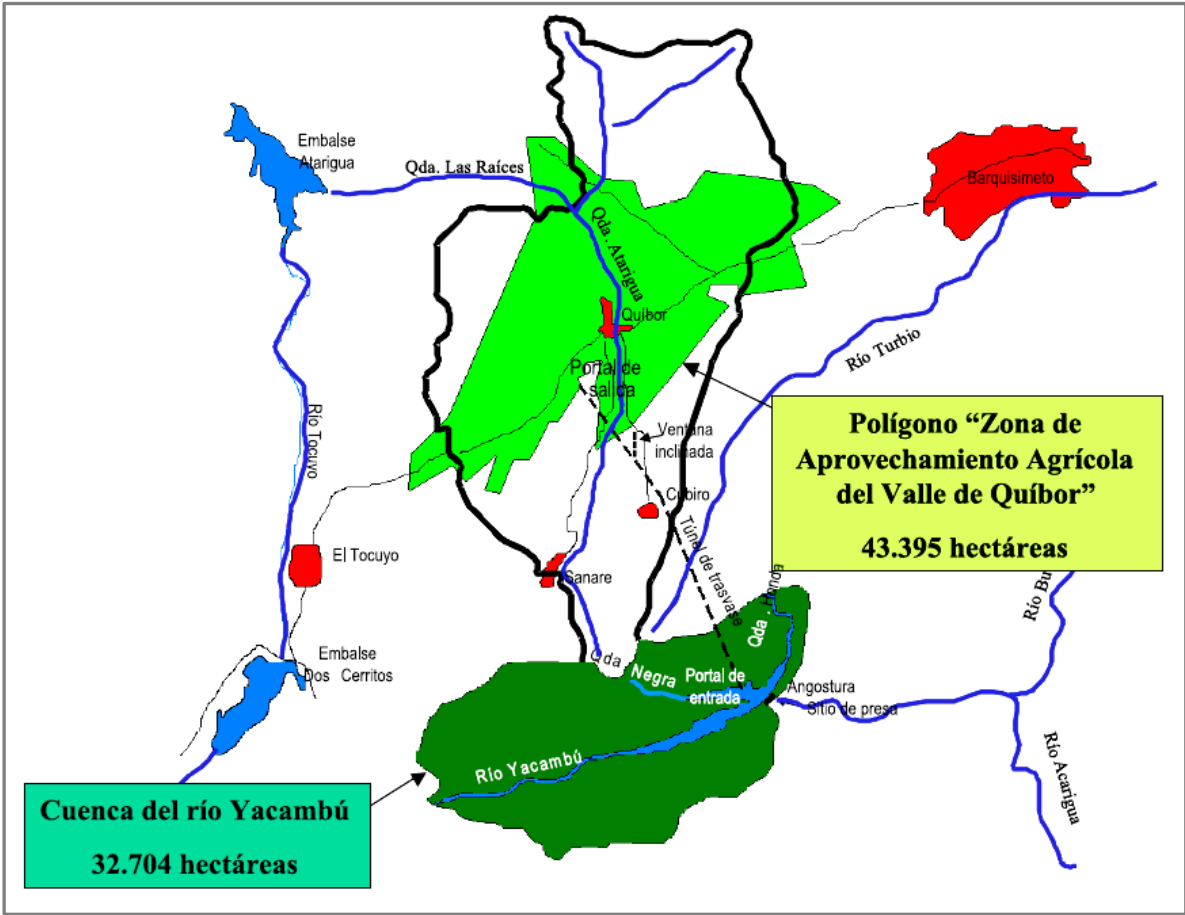 Embalse
Atarigua
Qda. Las Raíces
Barquisimeto
Qda . Atarigua
Quíbor
Río Turbio
Portal de
salida
Río Tocuyo
Ventana
inclinada
Cubiro
Polígono “Zona de
Aprovechamiento Agrícola
del Valle de Quíbor”
43.395 hectáreas
El Tocuyo
Sanare
Túnel de trasvase
Qda . Honda
Río Bu
Embalse
Dos Cerritos
Qda . Negra
Portal de
entrada
Angostura
Sitio de presa
Río Yacambú
Río Acarigua
Cuenca del río Yacambú
32.704 hectáreas